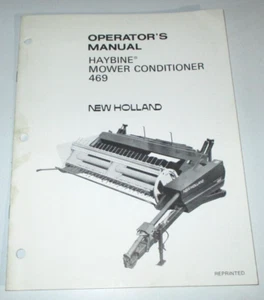 OPERATOR'S
MANUAL
HAYBINE®
MOWER CONDITIONER
469
NEW HOLLAND
REPRINTED